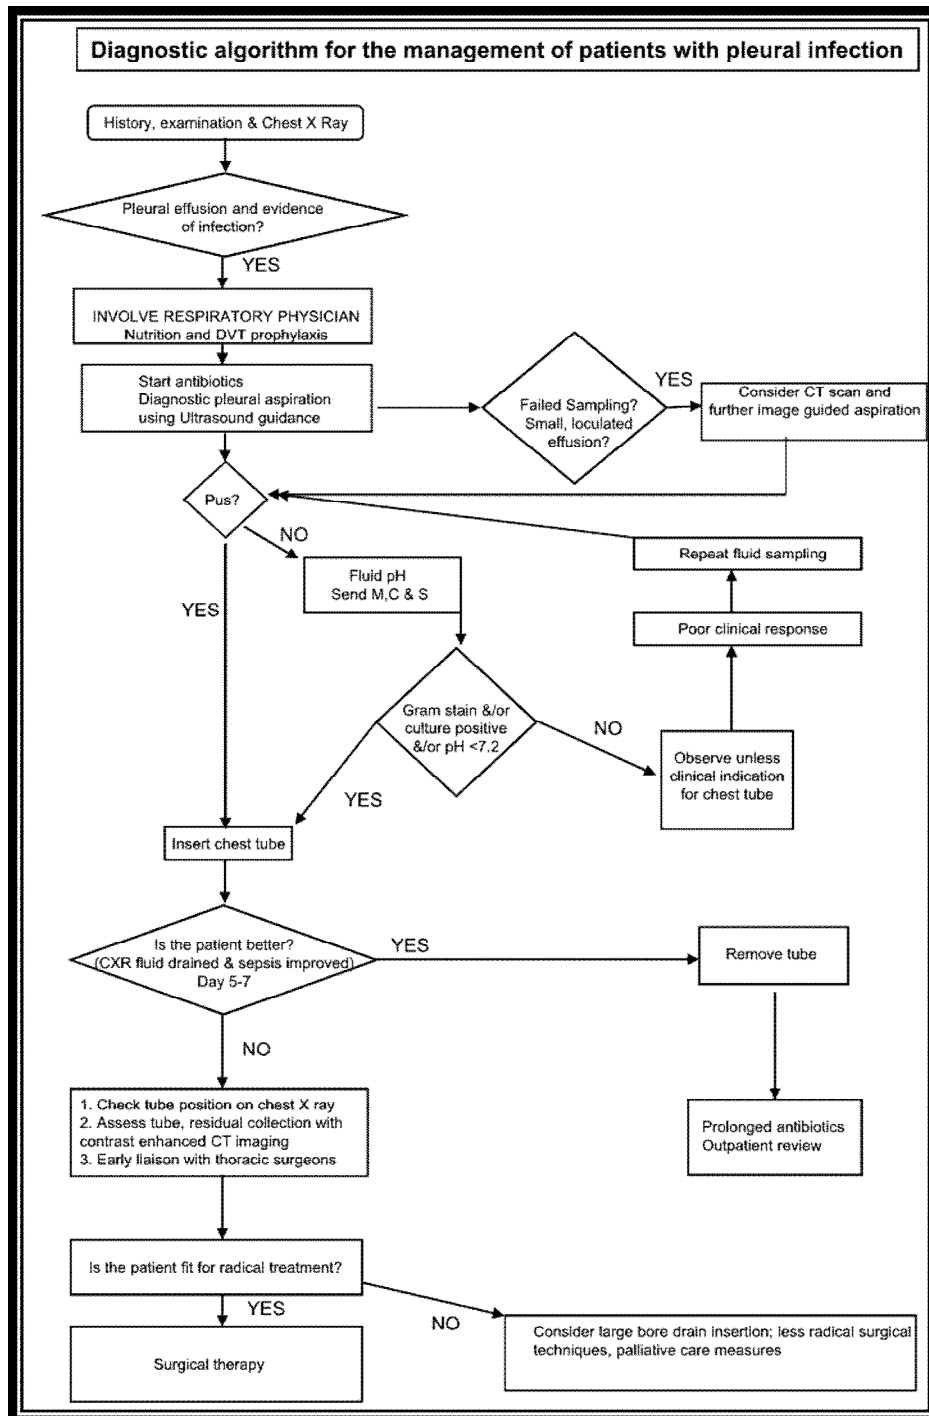 Diagnostic algorithm for the management of patients with pleural infection
History, examination & Chest X Ray
Pleural effusion and evidence
of infection?
YES
INVOLVE RESPIRATORY PHYSICIAN
Nutrition and DVT prophylaxis
Start antibiotics
Diagnostic pleural aspiration
using Ultrasound guidance
Failed Sampling?
Small, loculated
effusion?
YES
Consider CT scan and
further image guided aspiration
Pus?
NO
YES
Fluid pH
Send M,C & S
Repeat fluid sampling
Poor clinical response
Gram stain &/or
culture positive
&/or pH <7.2
NO
YES
Observe unless
clinical indication
for chest tube
Insert chest tube
Is the patient better?
(CXR fluid drained & sepsis improved)
Day 5-7
YES
Remove tube
NO
Prolonged antibiotics
Outpatient review
1. Check tube position on chest X ray
2. Assess tube, residual collection with
contrast enhanced CT imaging
3. Early liaison with thoracic surgeons
Is the patient fit for radical treatment?
YES
NO
Surgical therapy
Consider large bore drain insertion; less radical surgical
techniques, palliative care measures